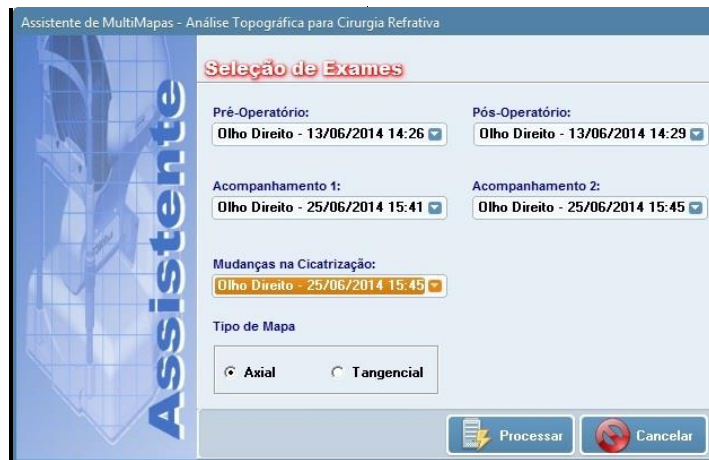 Assistente de MultiMapas - Análise Topográfica para Cirurgia Refrativa
Assistente
Seleção de Exames
Pré-Operatório:
Pós-Operatório:
Olho Direito - 13/06/2014 14:26
Olho Direito - 13/06/2014 14:29
Acompanhamento 1:
Acompanhamento 2:
Olho Direito - 25/06/2014 15:41
Olho Direito - 25/06/2014 15:45
Mudanças na Cicatrização:
Olho Direito - 25/06/2014 15:45
Tipo de Mapa
Axial
Tangencial
Processar
Cancelar